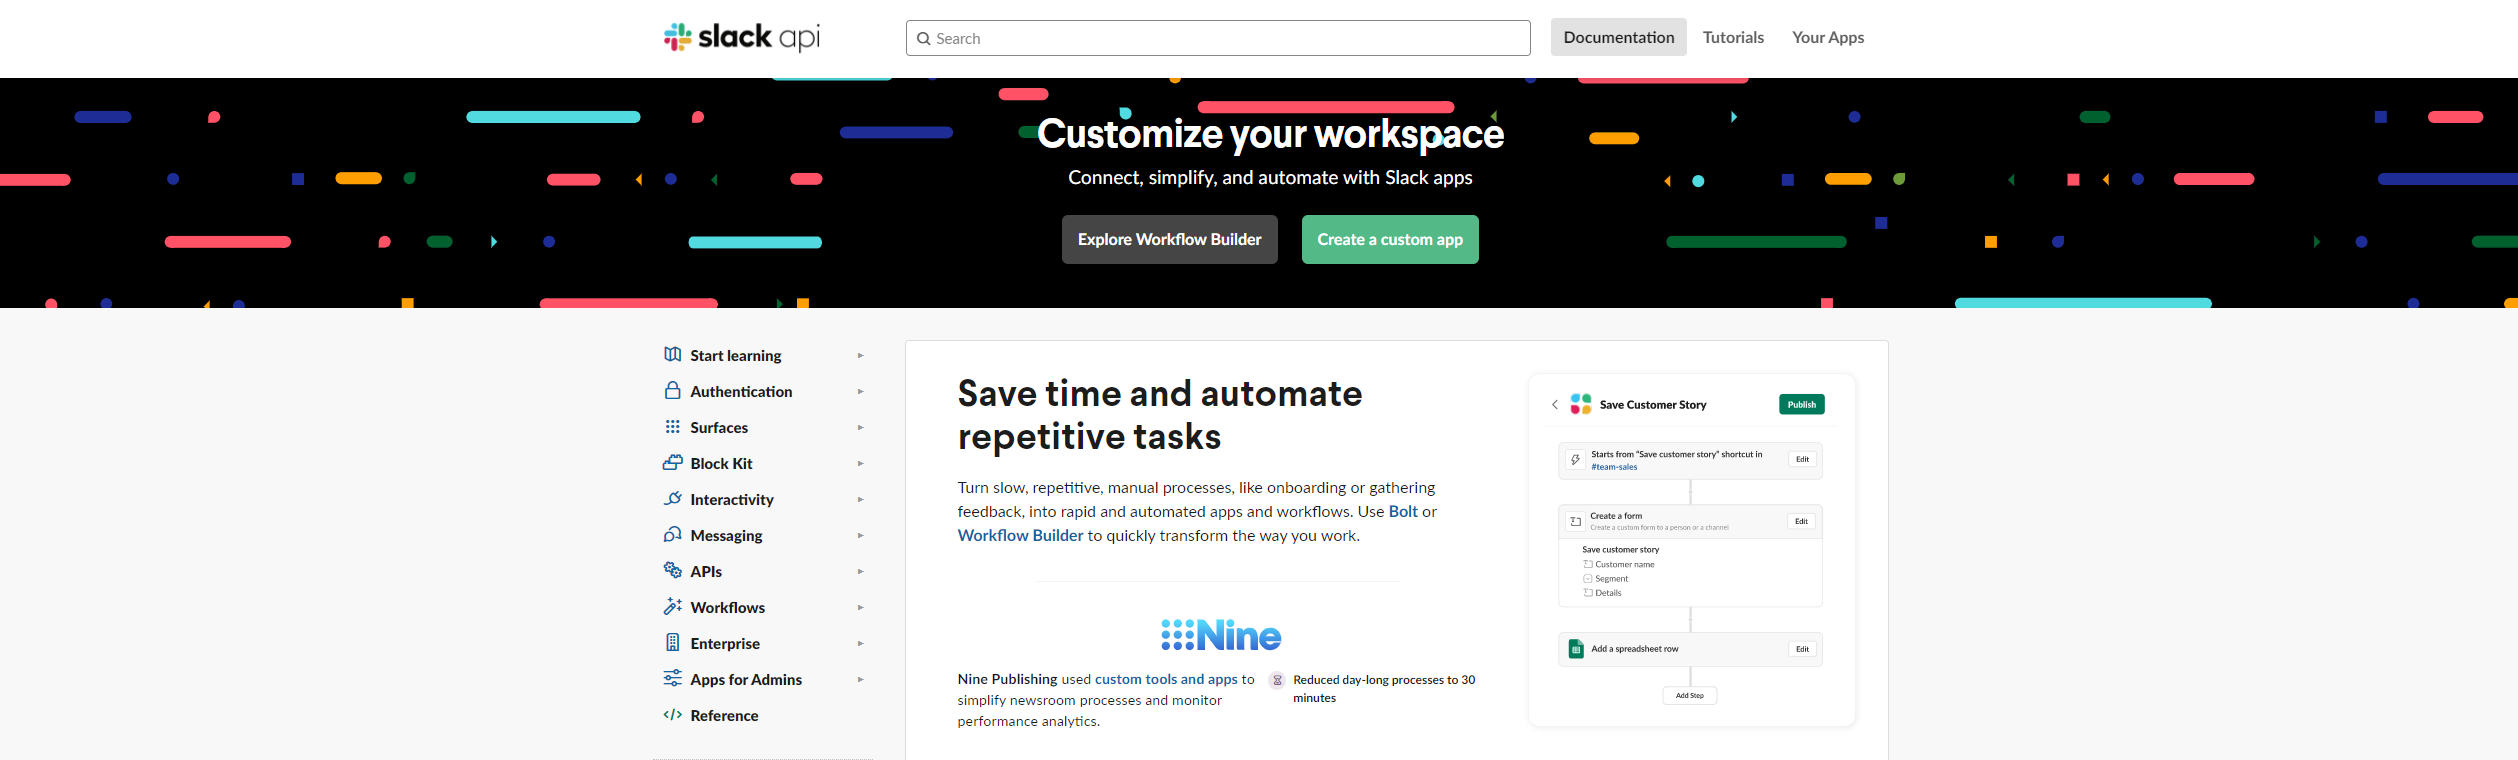 slack api
Search
Documentation
Tutorials
Your Apps
Customize your workspace
Connect, simplify, and automate with Slack apps
Explore Workflow Builder
Create a custom app
Start learning
Authentication
Surfaces
Block Kit
Interactivity
Messaging
APIs
Workflows
Enterprise
Apps for Admins
Reference
Save time and automate
repetitive tasks
Turn slow, repetitive, manual processes, like onboarding or gathering
feedback, into rapid and automated apps and workflows. Use Bolt or
Workflow Builder to quickly transform the way you work.
Nine
Nine Publishing used custom tools and apps to
simplify newsroom processes and monitor
performance analytics.
Reduced day-long processes to 30
minutes
Save Customer Story
Publish
Starts from "Save customer story" shortcut in
#team-sales
Edit
Create a form
Create a custom form to a person or a channel
Edit
Save customer story
Customer name
Segment
Details
Add a spreadsheet row
Edit
Add Step